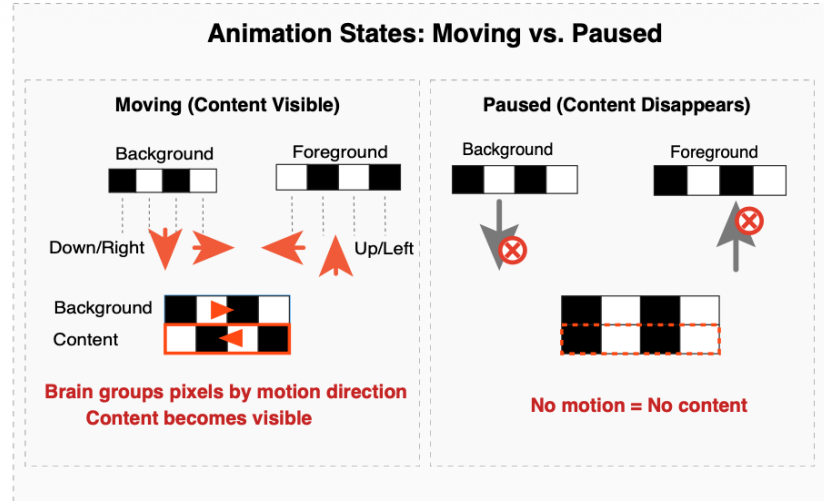 Animation States: Moving vs. Paused
Moving (Content Visible)
Background
Foreground
Down/Right
Up/Left
Background
Content
Brain groups pixels by motion direction
Content becomes visible
Paused (Content Disappears)
Background
Foreground
No motion = No content